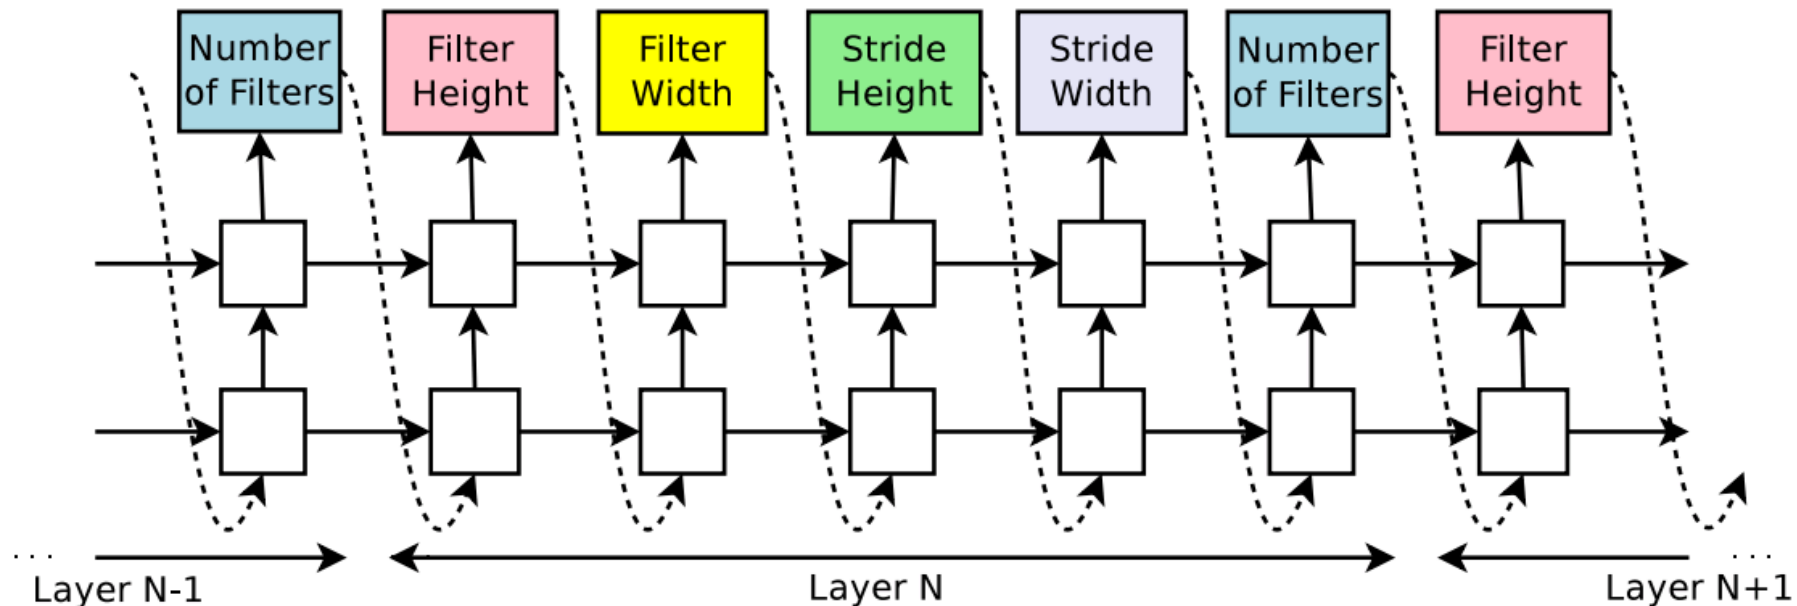 Number
of Filters
Filter
Height
Filter
Width
Stride
Height
Stride
Width
Number
of Filters
Filter
Height
. . .
Layer N-1
Layer N
. . .
Layer N+1